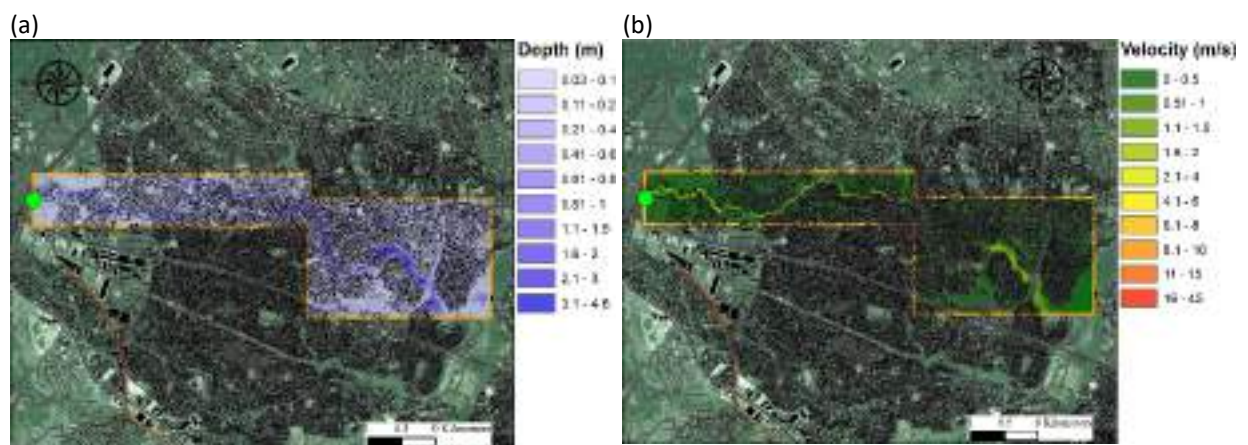 (a)
(b)
Depth (m)
0.03 - 0.1
0.11 - 0.2
0.21 - 0.4
0.41 - 0.6
0.61 - 0.8
0.81 - 1
1.1 - 1.5
1.6 - 2
2.1 - 3
3.1 - 4.6
Velocity (m/s)
0 - 0.5
0.51 - 1
1.1 - 1.5
1.6 - 2
2.1 - 4
4.1 - 6
6.1 - 8
8.1 - 10
11 - 15
16 - 45